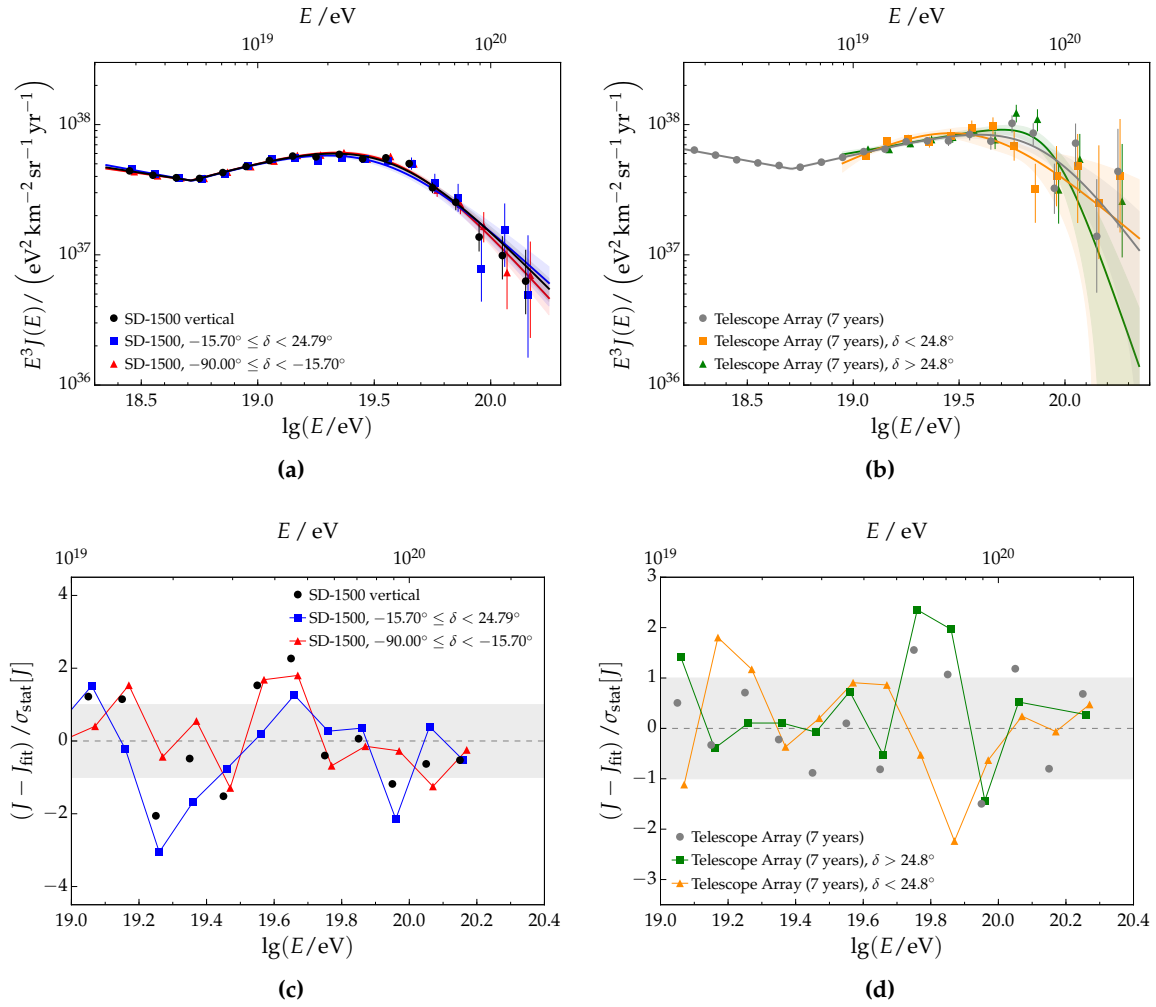 E /eV
10^19 10^20
E^3 J(E) / (eV^2 km^−2 sr^−1 yr^−1)
10^38
10^37
10^36
SD-1500 vertical
SD-1500, −15.70° ≤ δ < 24.79°
SD-1500, −90.00° ≤ δ < −15.70°
18.5 19.0 19.5 20.0
lg(E/eV)
(a)
E /eV
10^19 10^20
E^3 J(E) / (eV^2 km^−2 sr^−1 yr^−1)
10^38
10^37
10^36
Telescope Array (7 years)
Telescope Array (7 years), δ < 24.8°
Telescope Array (7 years), δ > 24.8°
18.5 19.0 19.5 20.0
lg(E/eV)
(b)
E / eV
10^19 10^20
(J − J_fit) / σ_stat[J]
4
2
0
−2
−4
SD-1500 vertical
SD-1500, −15.70° ≤ δ < 24.79°
SD-1500, −90.00° ≤ δ < −15.70°
19.0 19.2 19.4 19.6 19.8 20.0 20.2 20.4
lg(E/eV)
(c)
E / eV
10^19 10^20
(J − J_fit) / σ_stat[J]
3
2
1
0
−1
−2
−3
Telescope Array (7 years)
Telescope Array (7 years), δ > 24.8°
Telescope Array (7 years), δ < 24.8°
19.0 19.2 19.4 19.6 19.8 20.0 20.2 20.4
lg(E/eV)
(d)